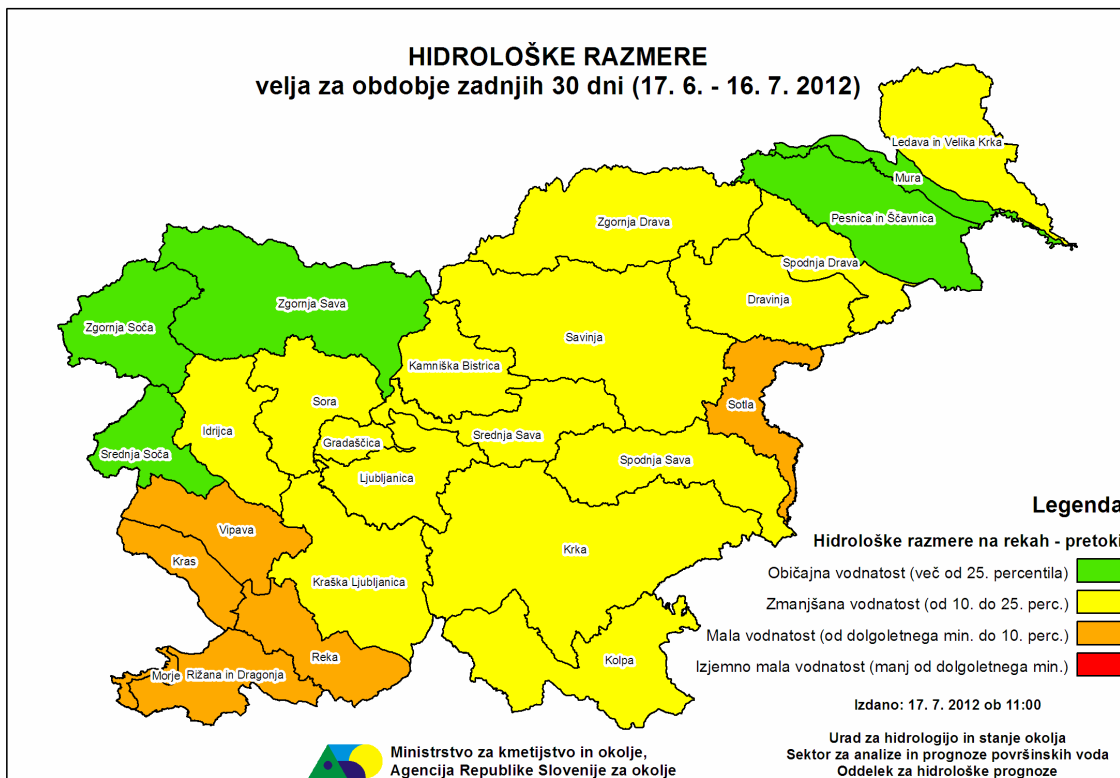 HIDROLOŠKE RAZMERE
velja za obdobje zadnjih 30 dni (17. 6. - 16. 7. 2012)
Ledava in Velika Krka
Mura
Pesnica in Ščavnica
Zgornja Drava
Spodnja Drava
Dravinja
Zgornja Sava
Zgornja Soča
Savinja
Kamniška Bistrica
Sora
Sotla
Idrijca
Gradaščica
Srednja Sava
Srednja Soča
Spodnja Sava
Ljubljanica
Vipava
Krka
Kras
Kraška Ljubljanica
Reka
Kolpa
Morje
Rižana in Dragonja
Legenda
Hidrološke razmere na rekah - pretoki
Običajna vodnatost (več od 25. percentila)
Zmanjšana vodnatost (od 10. do 25. perc.)
Mala vodnatost (od dolgoletnega min. do 10. perc.)
Izjemno mala vodnatost (manj od dolgoletnega min.)
Izdano: 17. 7. 2012 ob 11:00
Urad za hidrologijo in stanje okolja
Sektor za analize in prognoze površinskih voda
Oddelek za hidrološke prognoze
Ministrstvo za kmetijstvo in okolje,
Agencija Republike Slovenije za okolje